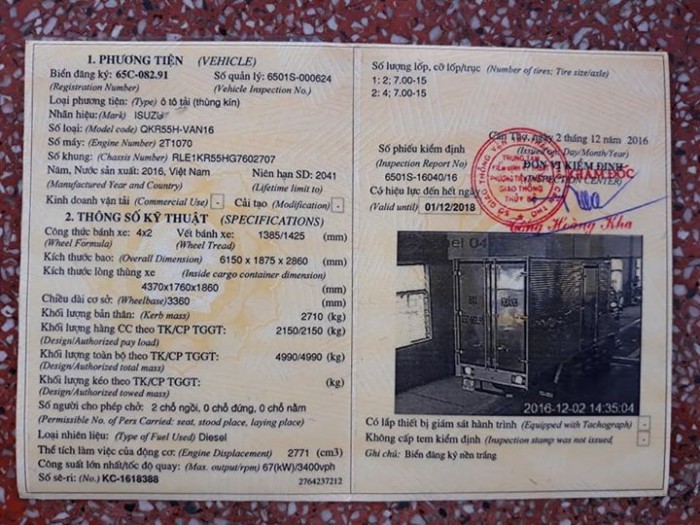 1. PHƯƠNG TIỆN (VEHICLE)
Biển đăng ký: 65C-082.91 Số quản lý: 6501S-000624
(Registration Number) (Vehicle Inspection No.)
Loại phương tiện: (Type) ô tô tải (thùng kín)
Nhãn hiệu: (Mark) ISUZU
Số loại: (Model code) QKR55H-VAN16
Số máy: (Engine Number) 2T1070
Số khung: (Chassis Number) RLE1KR55HG7602707
Năm, Nước sản xuất: 2016, Việt Nam Niên hạn SD: 2041
(Manufactured Year and Country) (Lifetime limit to)
Kinh doanh vận tải (Commercial Use) - Cải tạo (Modification) -
2. THÔNG SỐ KỸ THUẬT (SPECIFICATIONS)
Công thức bánh xe: 4x2 Vết bánh xe: 1385/1425 (mm)
(Wheel Formula) (Wheel Tread)
Kích thước bao: (Overall Dimension) 6150 x 1875 x 2860 (mm)
Kích thước lòng thùng xe (Inside cargo container dimension)
4370x1760x1860 (mm)
Chiều dài cơ sở: (Wheelbase) 3360 (mm)
Khối lượng bản thân: (Kerb mass) 2710 (kg)
Khối lượng hàng CC theo TK/CP TGGT: 2150/2150 (kg)
(Design/Authorized pay load)
Khối lượng toàn bộ theo TK/CP TGGT: 4990/4990 (kg)
(Design/Authorized total mass)
Khối lượng kéo theo TK/CP TGGT: (kg)
(Design/Authorized towed mass)
Số người cho phép chở: 2 chỗ ngồi, 0 chỗ đứng, 0 chỗ nằm
(Permissible No. of Pers Carried: seat, stood place, laying place)
Loại nhiên liệu: (Type of Fuel Used) Diesel
Thể tích làm việc của động cơ: (Engine Displacement) 2771 (cm3)
Công suất lớn nhất/tốc độ quay: (Max. output/rpm) 67(kW)/3400vph
Số sê-ri: (No.) KC-1618388 2764237212
Số lượng lốp, cỡ lốp/trục (Number of tires; Tire size/axle)
1: 2; 7.00-15
2: 4; 7.00-15
Cần Thơ, ngày 2 tháng 12 năm 2016
Số phiếu kiểm định (Issued on: Day/Month/Year)
(Inspection Report No) ĐƠN VỊ KIỂM ĐỊNH
6501S-16040/16 (INSPECTION CENTER)
GIÁM ĐỐC
Có hiệu lực đến hết ngày
(Valid until) 01/12/2018
TRUNG TÂM
PHƯƠNG TIỆN
GIAO THÔNG
THỦY BỘ
Hoàng Kha
nel 04
2016-12-02 14:35:04
Có lắp thiết bị giám sát hành trình (Equipped with Tachograph) -
Không cấp tem kiểm định (Inspection stamp was not issued) -
Ghi chú: Biển đăng ký nền trắng